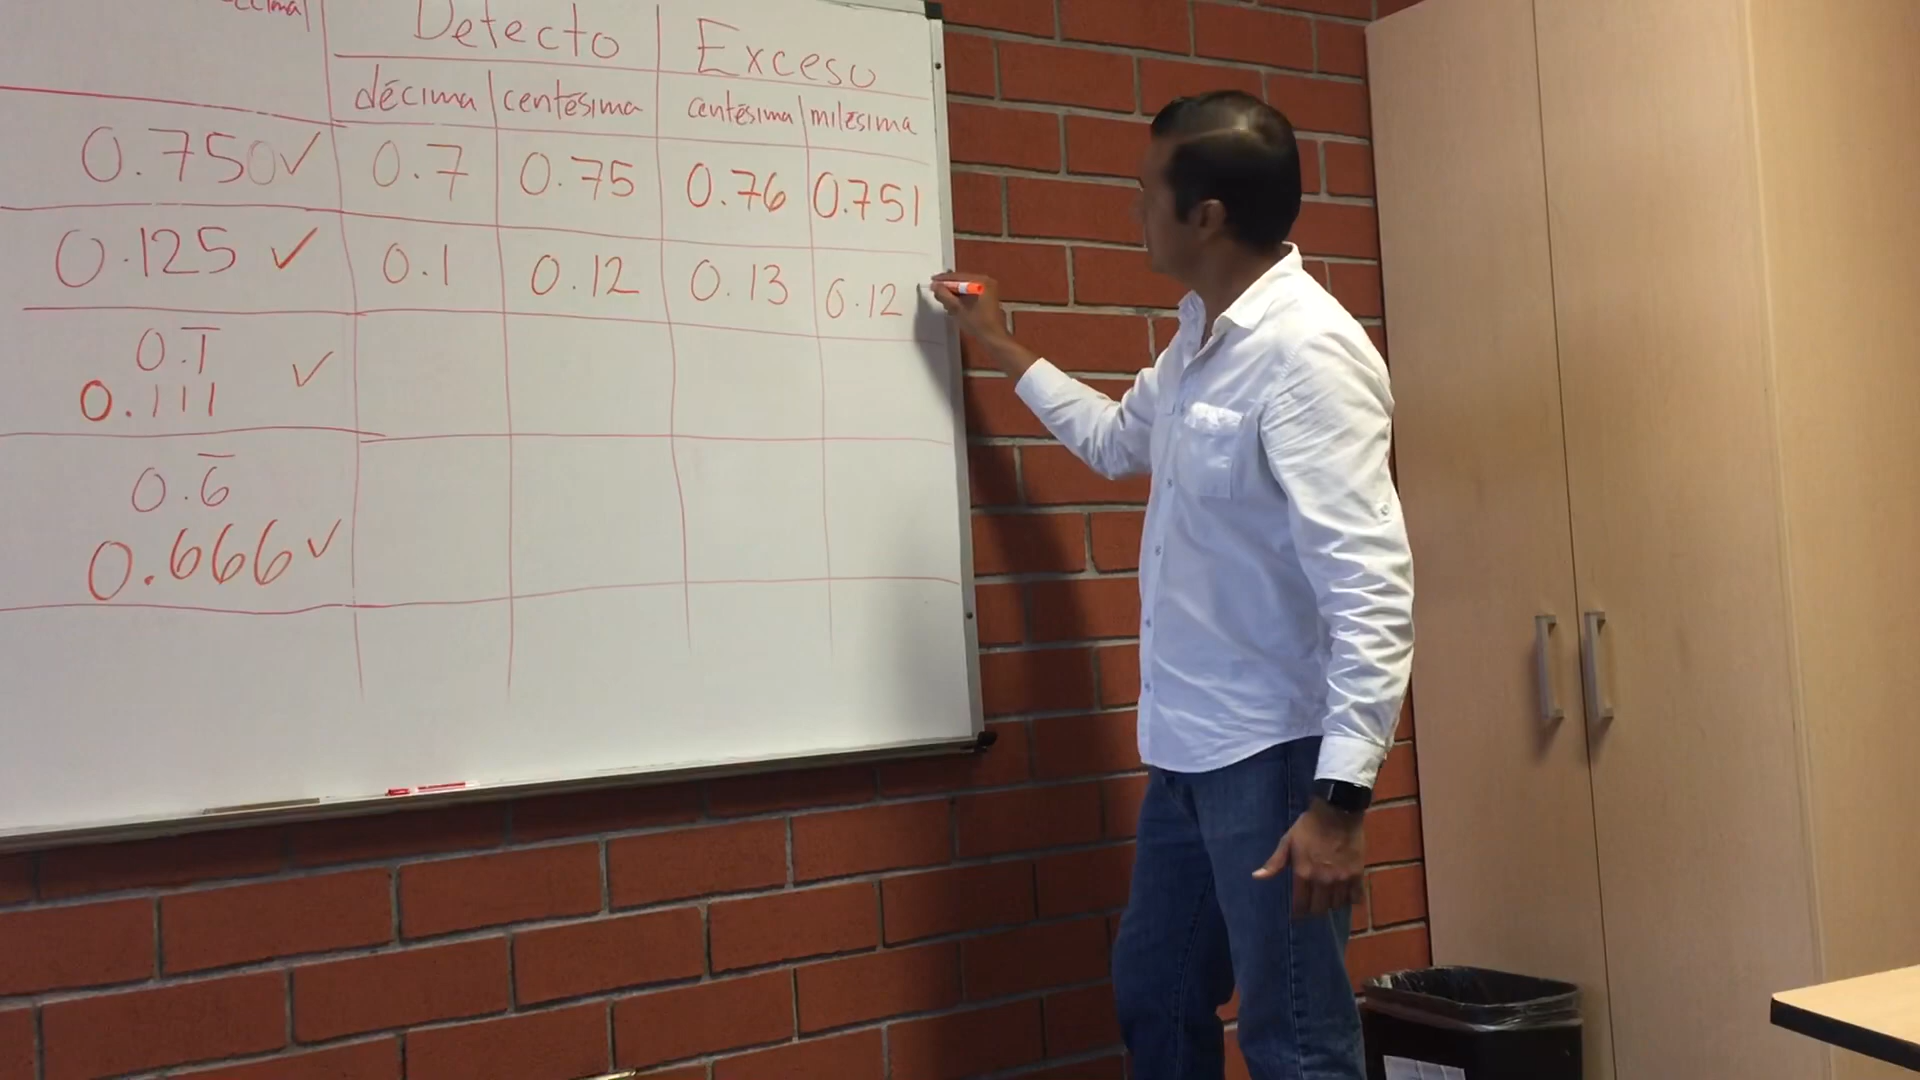 Defecto Exceso
décima centésima centésima milésima
0.750✓ 0.7 0.75 0.76 0.751
0.125 ✓ 0.1 0.12 0.13 0.12
0.1̅
0.111 ✓
0.6̅
0.666✓